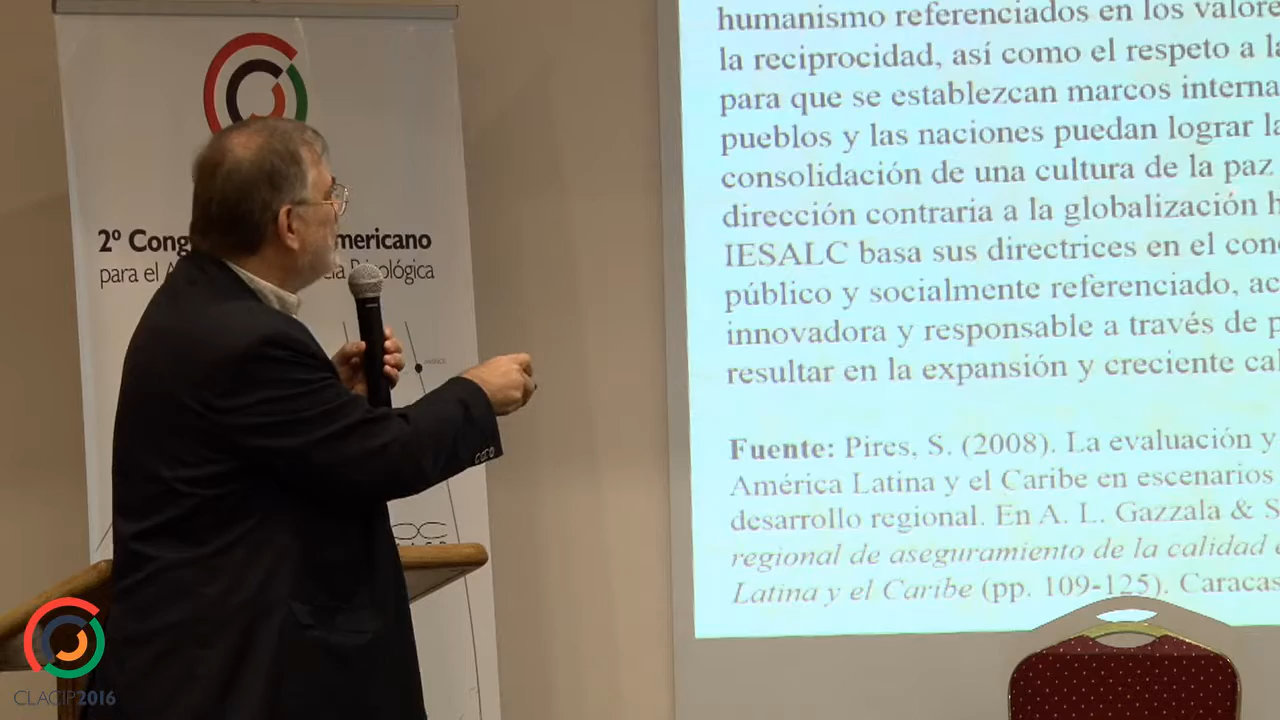 2º Cong
mericano
para el A
cia Psicológica
AVANCE
humanismo referenciados en los valore
la reciprocidad, así como el respeto a la
para que se establezcan marcos interna
pueblos y las naciones puedan lograr la
consolidación de una cultura de la paz
dirección contraria a la globalización h
IESALC basa sus directrices en el con
público y socialmente referenciado, ac
innovadora y responsable a través de p
resultar en la expansión y creciente cal
Fuente: Pires, S. (2008). La evaluación y
América Latina y el Caribe en escenarios
desarrollo regional. En A. L. Gazzala & S
regional de aseguramiento de la calidad e
Latina y el Caribe (pp. 109-125). Caracas
CLACIP2016